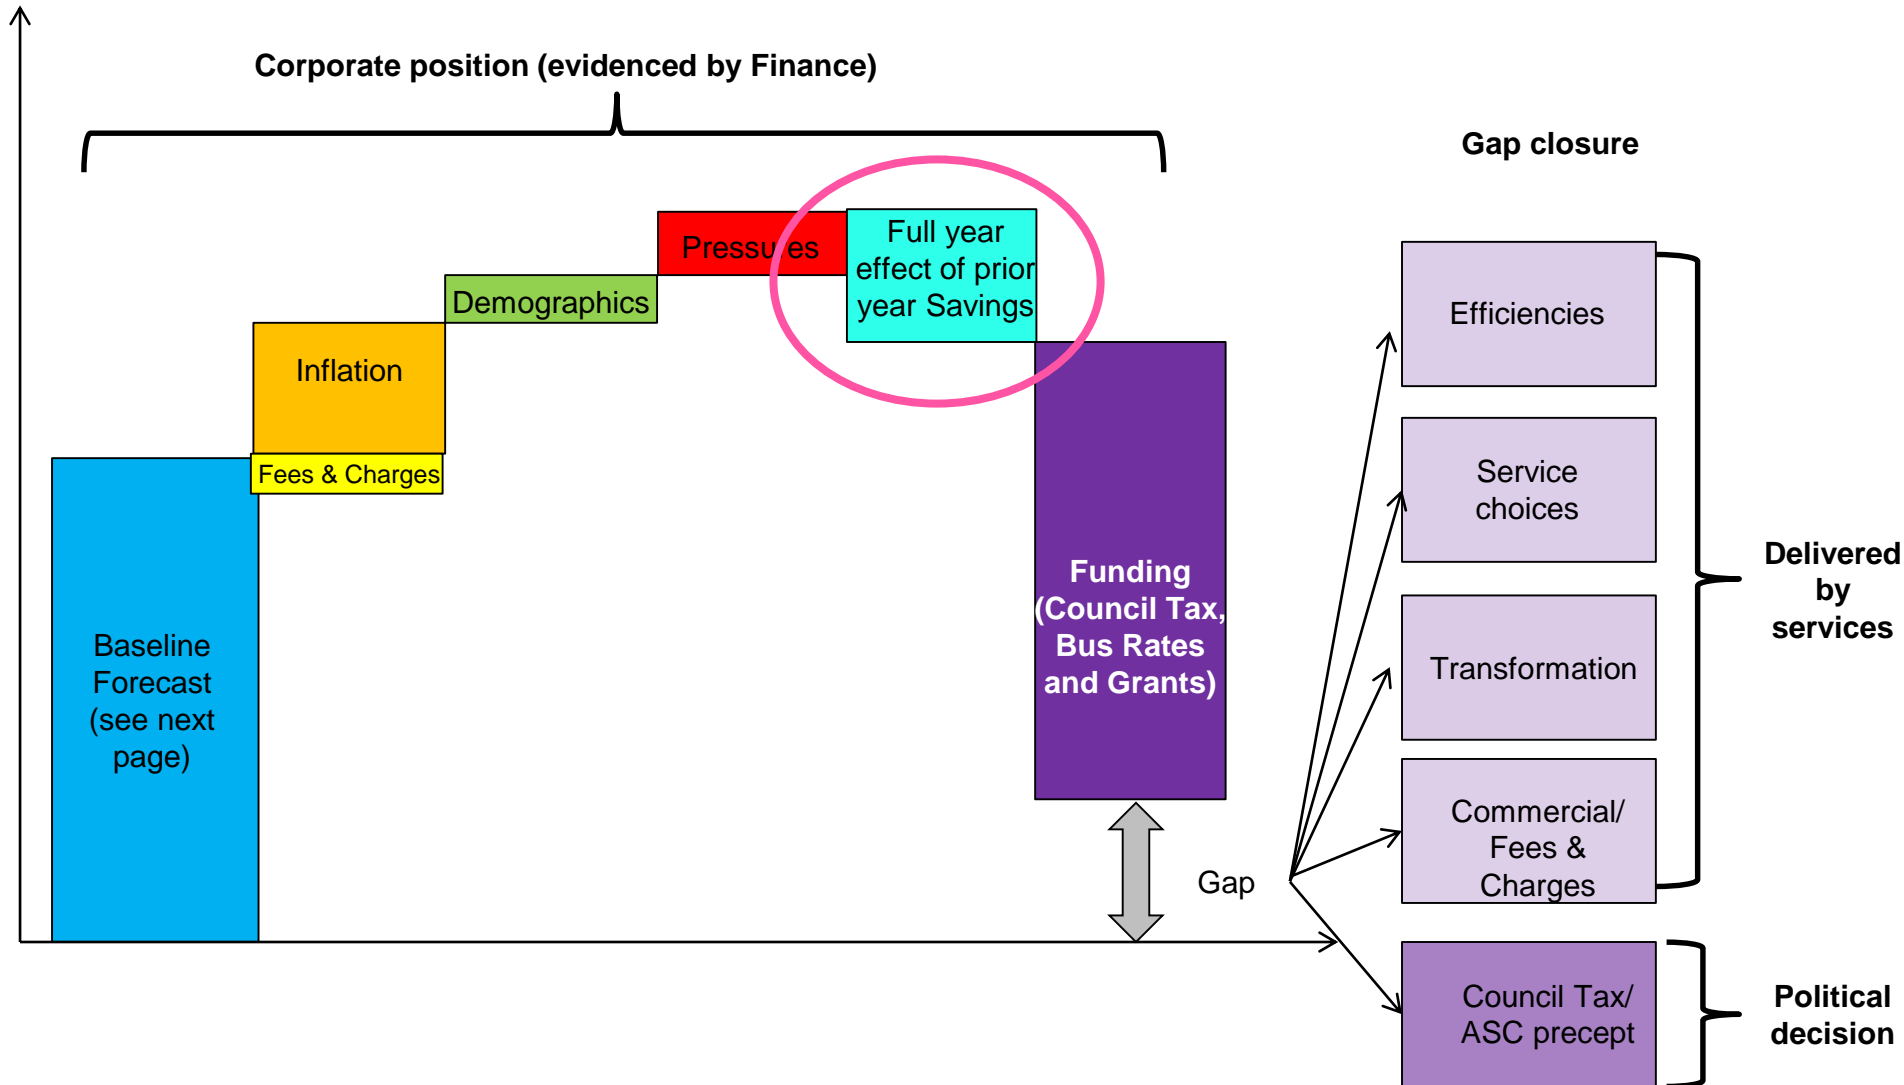 Corporate position (evidenced by Finance)
Gap closure
Baseline
Forecast
(see next
page)
Inflation
Fees & Charges
Demographics
Pressures
Full year
effect of prior
year Savings
Funding
(Council Tax,
Bus Rates
and Grants)
Gap
Efficiencies
Service
choices
Transformation
Commercial/
Fees &
Charges
Delivered
by
services
Council Tax/
ASC precept
Political
decision